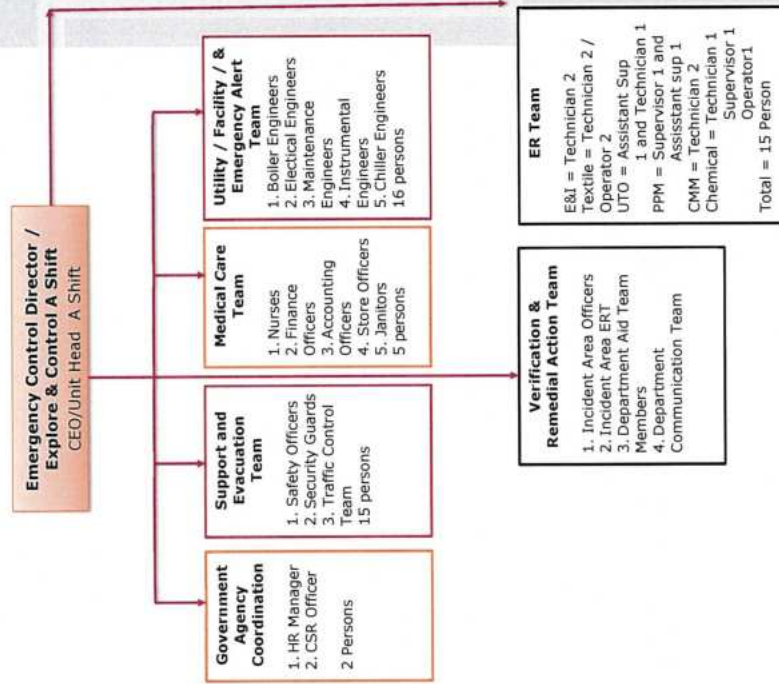 Emergency Control Director /
Explore & Control A Shift
CEO/Unit Head A Shift
Government
Agency
Coordination
1. HR Manager
2. CSR Officer
2 Persons
Support and
Evacuation
Team
1. Safety Officers
2. Security Guards
3. Traffic Control
Team
15 persons
Medical Care
Team
1. Nurses
2. Finance
Officers
3. Accounting
Officers
4. Store Officers
5. Janitors
5 persons
Utility / Facility / &
Emergency Alert
Team
1. Boiler Engineers
2. Electical Engineers
3. Maintenance
Engineers
4. Instrumental
Engineers
5. Chiller Engineers
16 persons
Verification &
Remedial Action Team
1. Incident Area Officers
2. Incident Area ERT
3. Department Aid Team
Members
4. Department
Communication Team
ER Team
E&I = Technician 2
Textile = Technician 2 /
Operator 2
UTO = Assistant Sup
1 and Technician 1
PPM = Supervisor 1 and
Assisstant sup 1
CMM = Technician 2
Chemical = Technician 1
Supervisor 1
Operator1
Total = 15 Person